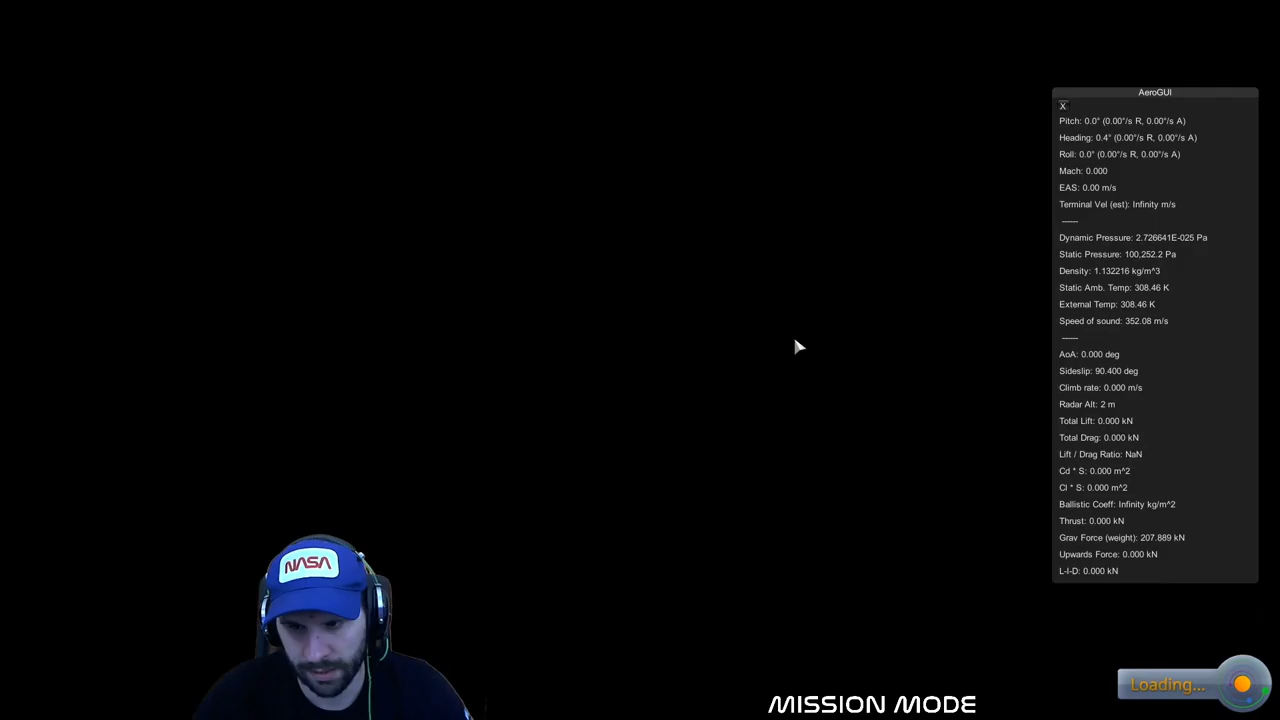 AeroGUI
X
Pitch: 0.0° (0.00°/s R, 0.00°/s A)
Heading: 0.4° (0.00°/s R, 0.00°/s A)
Roll: 0.0° (0.00°/s R, 0.00°/s A)
Mach: 0.000
EAS: 0.00 m/s
Terminal Vel (est): Infinity m/s
Dynamic Pressure: 2.726641E-025 Pa
Static Pressure: 100,252.2 Pa
Density: 1.132216 kg/m^3
Static Amb. Temp: 308.46 K
External Temp: 308.46 K
Speed of sound: 352.08 m/s
AoA: 0.000 deg
Sideslip: 90.400 deg
Climb rate: 0.000 m/s
Radar Alt: 2 m
Total Lift: 0.000 kN
Total Drag: 0.000 kN
Lift / Drag Ratio: NaN
Cd * S: 0.000 m^2
Cl * S: 0.000 m^2
Ballistic Coeff: Infinity kg/m^2
Thrust: 0.000 kN
Grav Force (weight): 207.889 kN
Upwards Force: 0.000 kN
L-I-D: 0.000 kN
NASA
Loading...
MISSION MODE